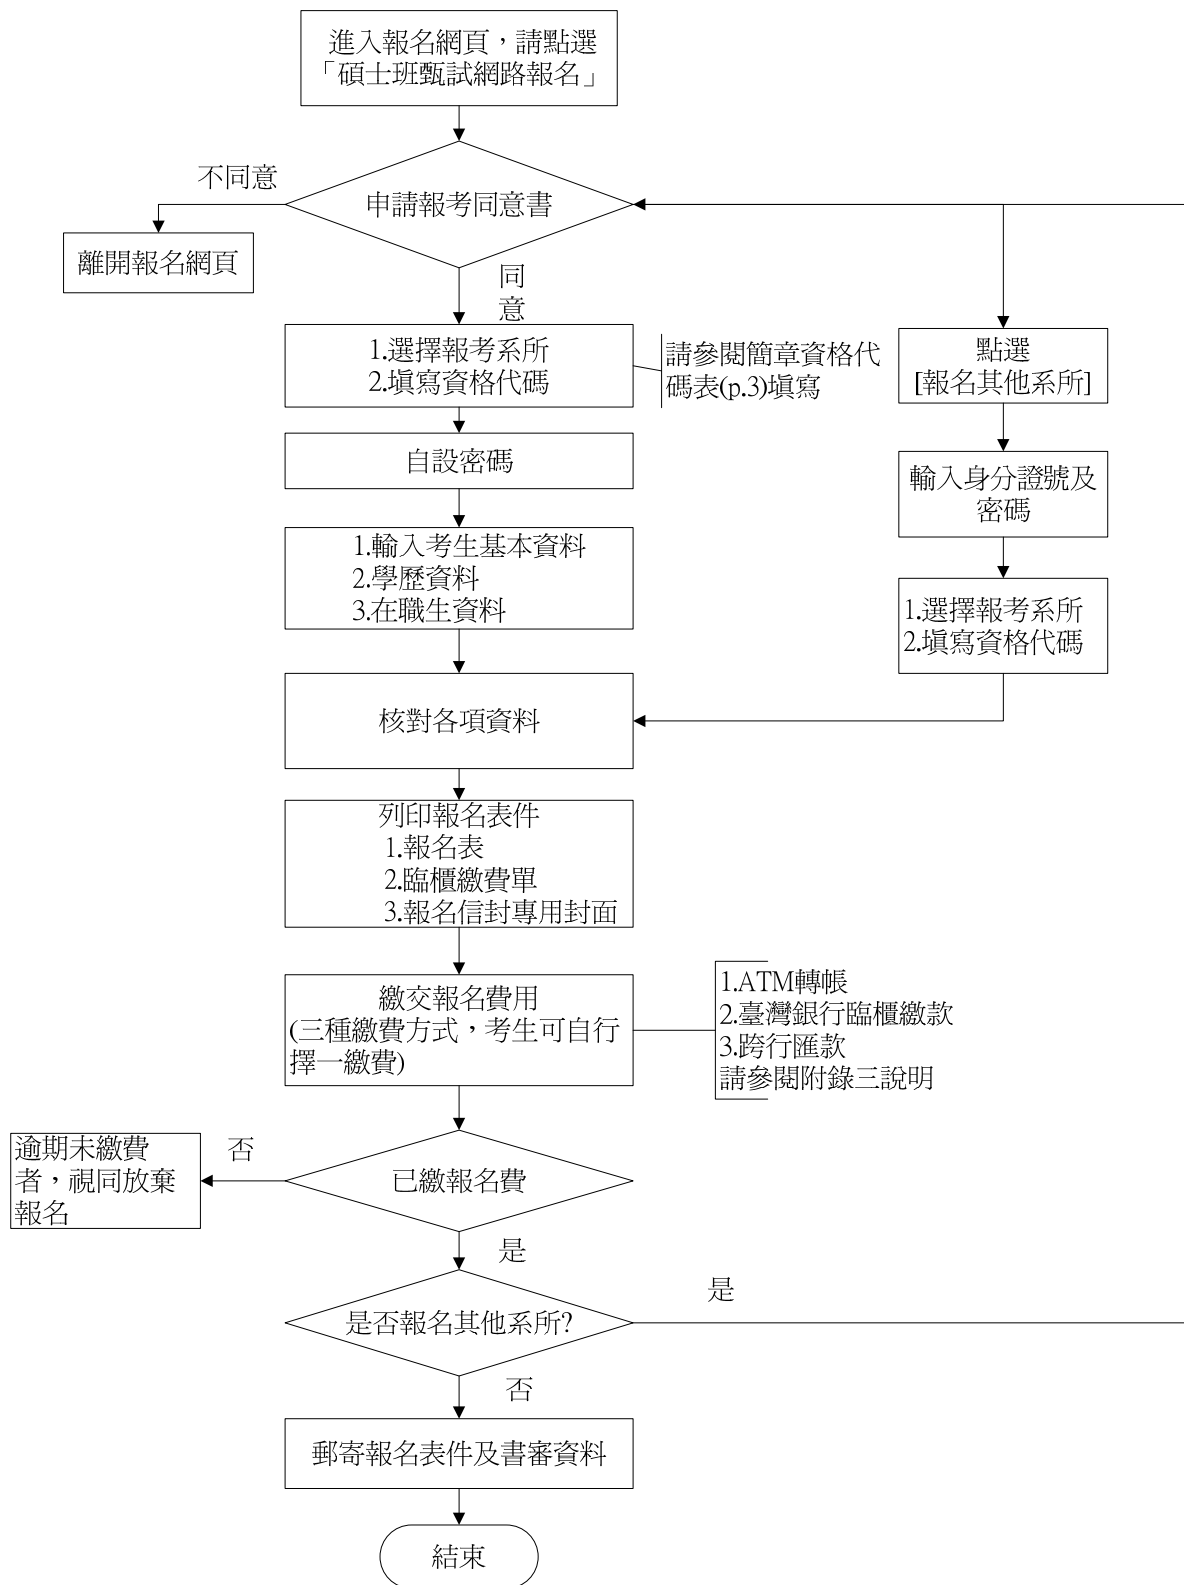 進入報名網頁，請點選
「碩士班甄試網路報名」
不同意
申請報考同意書
離開報名網頁
同
意
1.選擇報考系所
2.填寫資格代碼
請參閱簡章資格代
碼表(p.3)填寫
點選
[報名其他系所]
自設密碼
輸入身分證號及
密碼
1.輸入考生基本資料
2.學歷資料
3.在職生資料
1.選擇報考系所
2.填寫資格代碼
核對各項資料
列印報名表件
1.報名表
2.臨櫃繳費單
3.報名信封專用封面
繳交報名費用
(三種繳費方式，考生可自行
擇一繳費)
1.ATM轉帳
2.臺灣銀行臨櫃繳款
3.跨行匯款
請參閱附錄三說明
逾期未繳費
者，視同放棄
報名
否
已繳報名費
是
是否報名其他系所?
是
否
郵寄報名表件及書審資料
結束